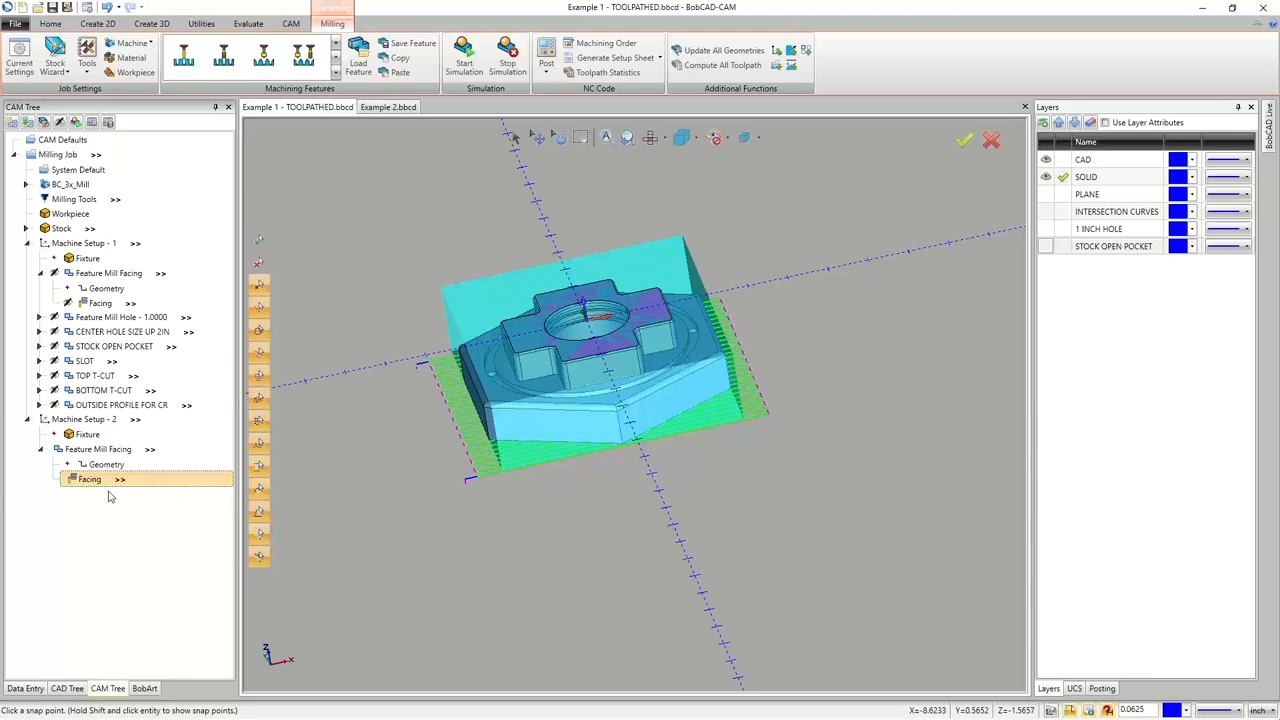 Example 1 - TOOLPATHED.bbcd - BobCAD-CAM
File Home Create 2D Create 3D Utilities Evaluate CAM Milling
Current Settings Stock Wizard Tools Machine Material Workpiece Load Feature Save Feature Copy Paste Start Simulation Stop Simulation Post Machining Order Generate Setup Sheet Toolpath Statistics Update All Geometries Compute All Toolpath
Job Settings Machining Features Simulation NC Code Additional Functions
CAM Tree
Example 1 - TOOLPATHED.bbcd Example 2.bbcd
Layers
Use Layer Attributes
Name
CAD
SOLID
PLANE
INTERSECTION CURVES
1 INCH HOLE
STOCK OPEN POCKET
BobCAD Live
CAM Defaults
Milling Job >>
System Default
BC_3x_Mill
Milling Tools >>
Workpiece
Stock >>
Machine Setup - 1 >>
Fixture
Feature Mill Facing >>
Geometry
Facing >>
Feature Mill Hole - 1.0000 >>
CENTER HOLE SIZE UP 2IN >>
STOCK OPEN POCKET >>
SLOT >>
TOP T-CUT >>
BOTTOM T-CUT >>
OUTSIDE PROFILE FOR CR >>
Machine Setup - 2 >>
Fixture
Feature Mill Facing >>
Geometry
Facing >>
Z
X
Data Entry CAD Tree CAM Tree BobArt
Layers UCS Posting
Click a snap point. (Hold Shift and click entity to show snap points.)
X=-8.6233 Y=0.5652 Z=-1.5657 0.0625 inch